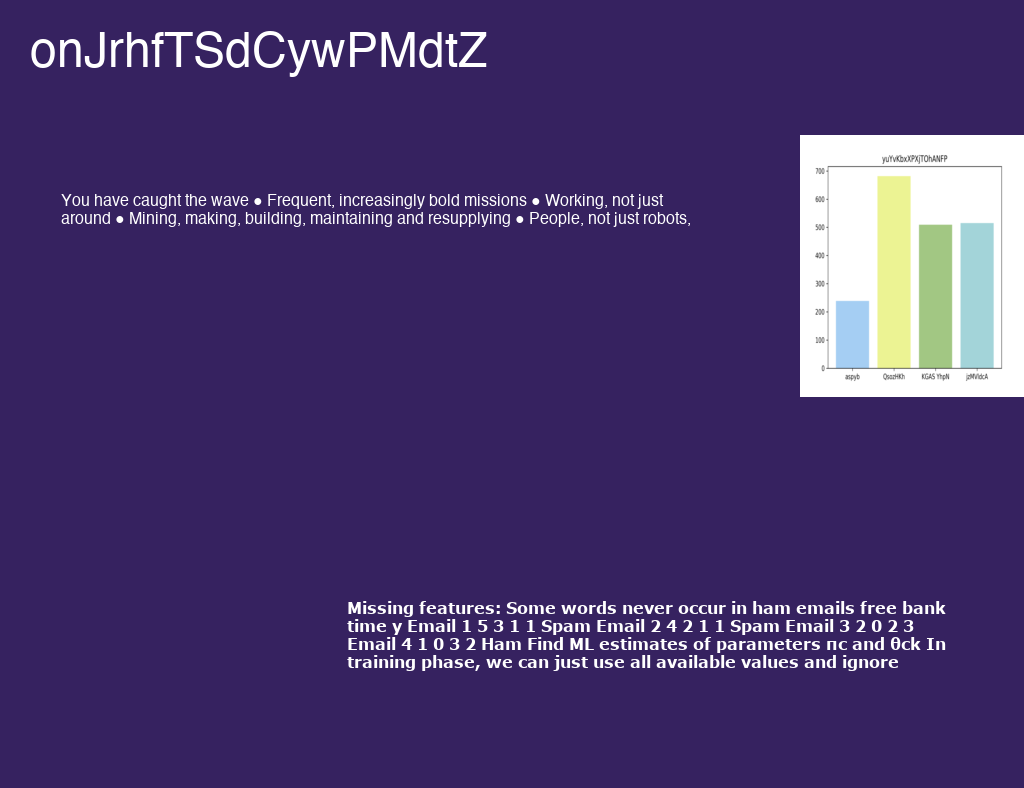 onJrhfTSdCywPMdtZ
You have caught the wave ● Frequent, increasingly bold missions ● Working, not just
around ● Mining, making, building, maintaining and resupplying ● People, not just robots,
yuYvKbxXPXjTOhANFP
700
600
500
400
300
200
100
0
aspyb QsozHKh KGAS YhpN jzMVldcA
Missing features: Some words never occur in ham emails free bank
time y Email 1 5 3 1 1 Spam Email 2 4 2 1 1 Spam Email 3 2 0 2 3
Email 4 1 0 3 2 Ham Find ML estimates of parameters πc and θck In
training phase, we can just use all available values and ignore